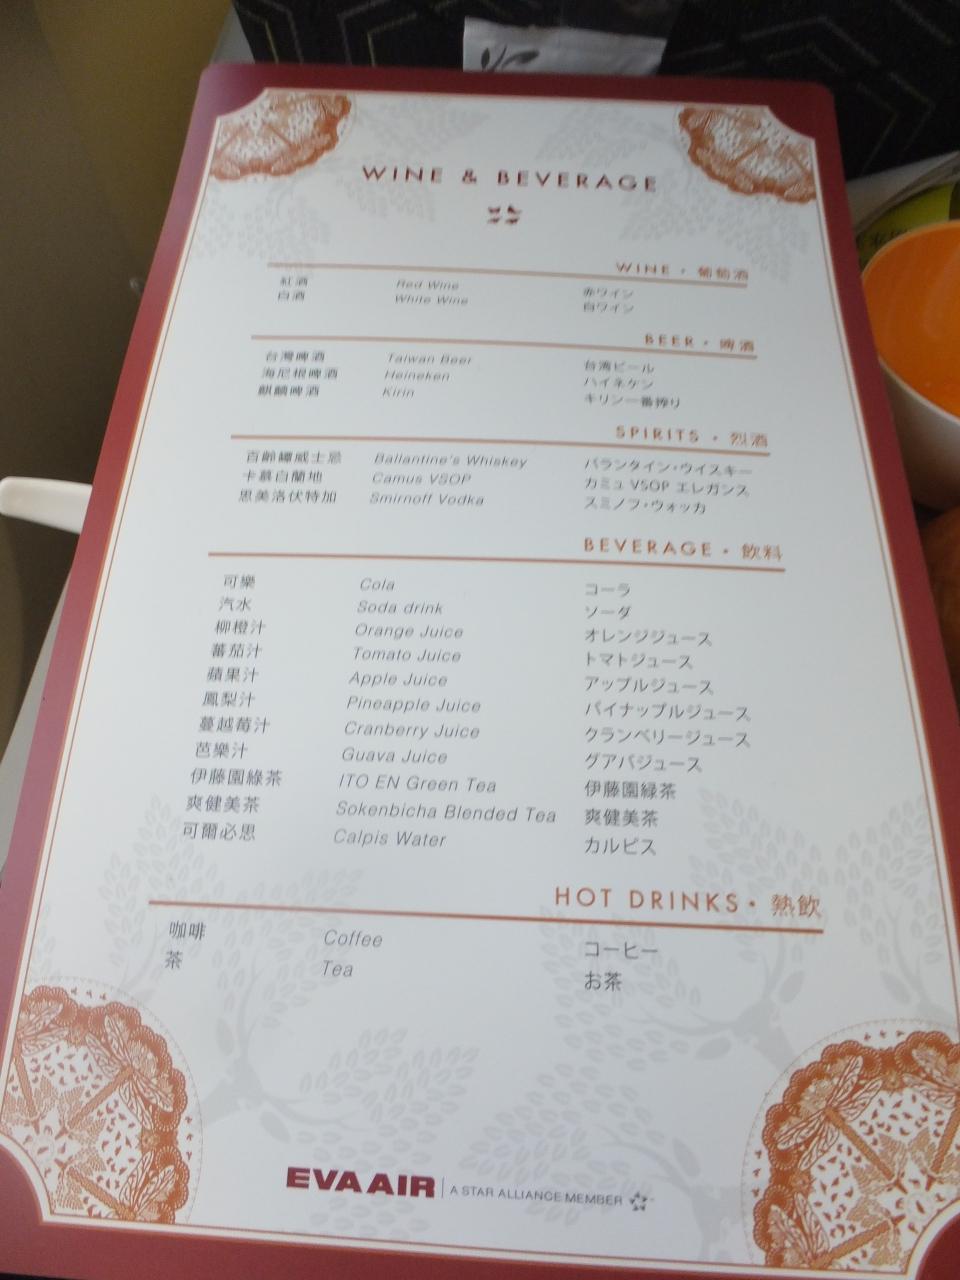 WINE & BEVERAGE
WINE・葡萄酒
紅酒 Red Wine 赤ワイン
白酒 White Wine 白ワイン
BEER・啤酒
台灣啤酒 Taiwan Beer 台湾ビール
海尼根啤酒 Heineken ハイネケン
麒麟啤酒 Kirin キリン一番搾り
SPIRITS・烈酒
百齡罈威士忌 Ballantine's Whiskey バランタイン・ウイスキー
卡慕白蘭地 Camus VSOP カミュ VSOP エレガンス
思美洛伏特加 Smirnoff Vodka スミノフ・ウォッカ
BEVERAGE・飲料
可樂 Cola コーラ
汽水 Soda drink ソーダ
柳橙汁 Orange Juice オレンジジュース
蕃茄汁 Tomato Juice トマトジュース
蘋果汁 Apple Juice アップルジュース
鳳梨汁 Pineapple Juice パイナップルジュース
蔓越莓汁 Cranberry Juice クランベリージュース
芭樂汁 Guava Juice グアバジュース
伊藤園綠茶 ITO EN Green Tea 伊藤園緑茶
爽健美茶 Sokenbicha Blended Tea 爽健美茶
可爾必思 Calpis Water カルピス
HOT DRINKS・熱飲
咖啡 Coffee コーヒー
茶 Tea お茶
EVA AIR A STAR ALLIANCE MEMBER